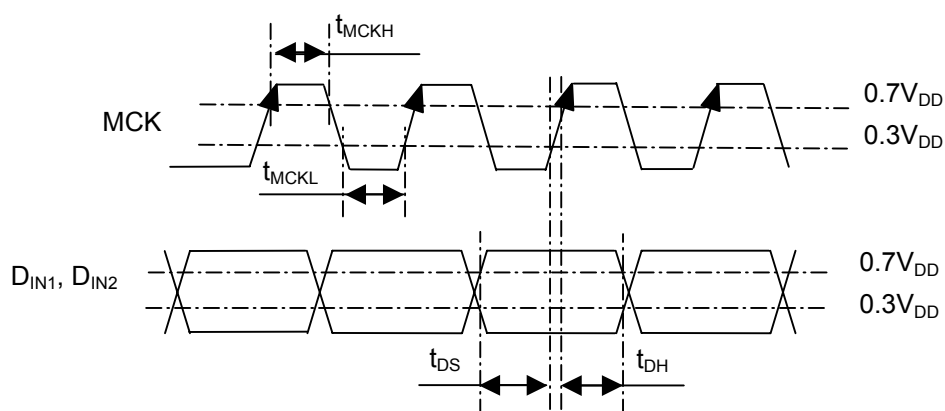 tMCKH
0.7VDD
MCK
0.3VDD
tMCKL
DIN1, DIN2
0.7VDD
0.3VDD
tDS
tDH